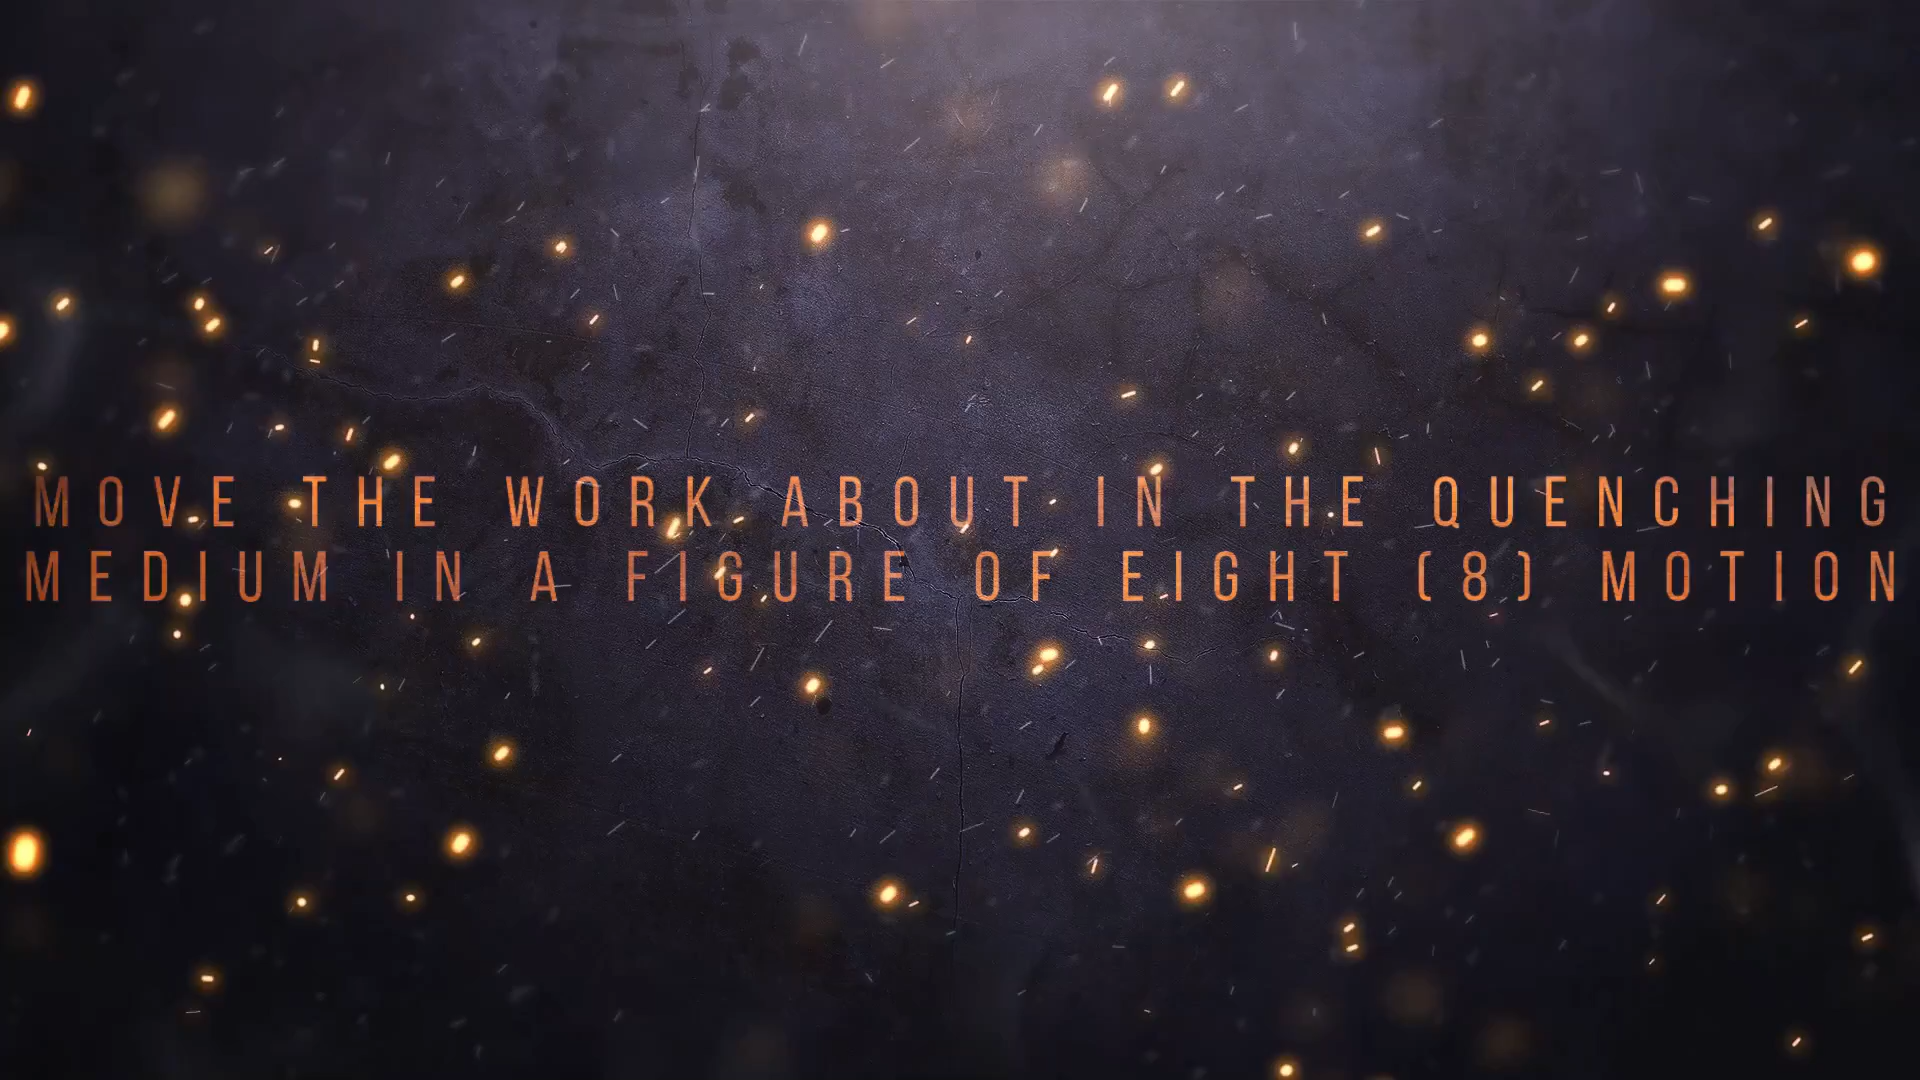 MOVE THE WORK ABOUT IN THE QUENCHING
MEDIUM IN A FIGURE OF EIGHT (8) MOTION